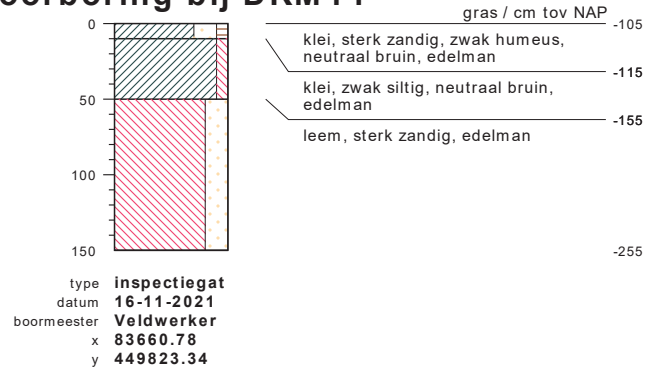 gras / cm tov NAP
0
-105
klei, sterk zandig, zwak humeus,
neutraal bruin, edelman
-115
klei, zwak siltig, neutraal bruin,
edelman
50
-155
leem, sterk zandig, edelman
100
150
-255
type inspectiegat
datum 16-11-2021
boormeester Veldwerker
x 83660.78
y 449823.34